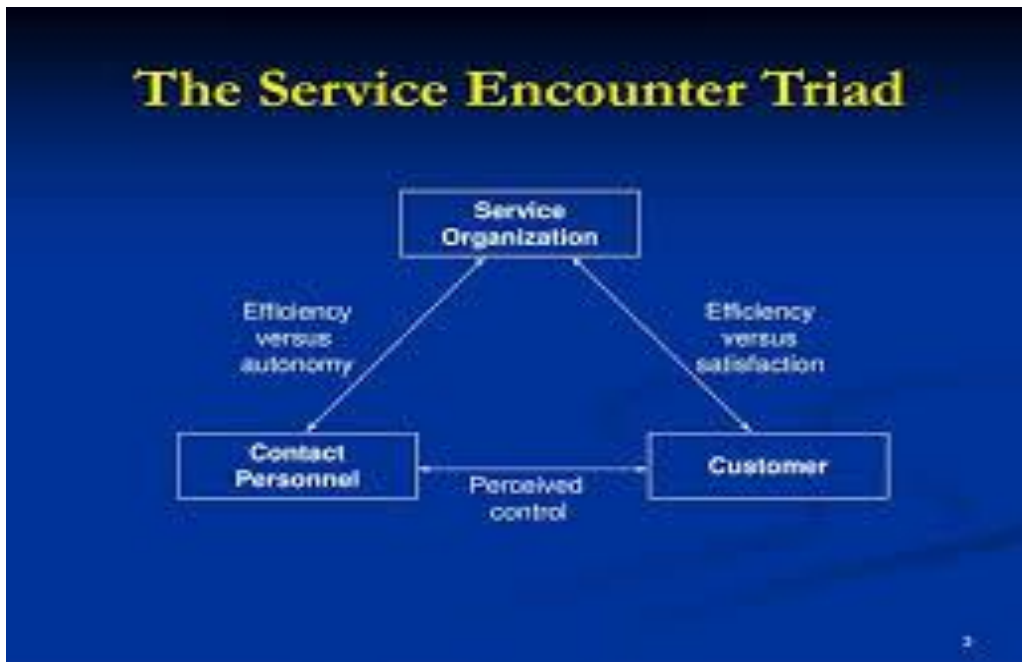 The Service Encounter Triad
Service
Organization
Efficiency
versus
autonomy
Efficiency
versus
satisfaction
Contact
Personnel
Customer
Perceived
control